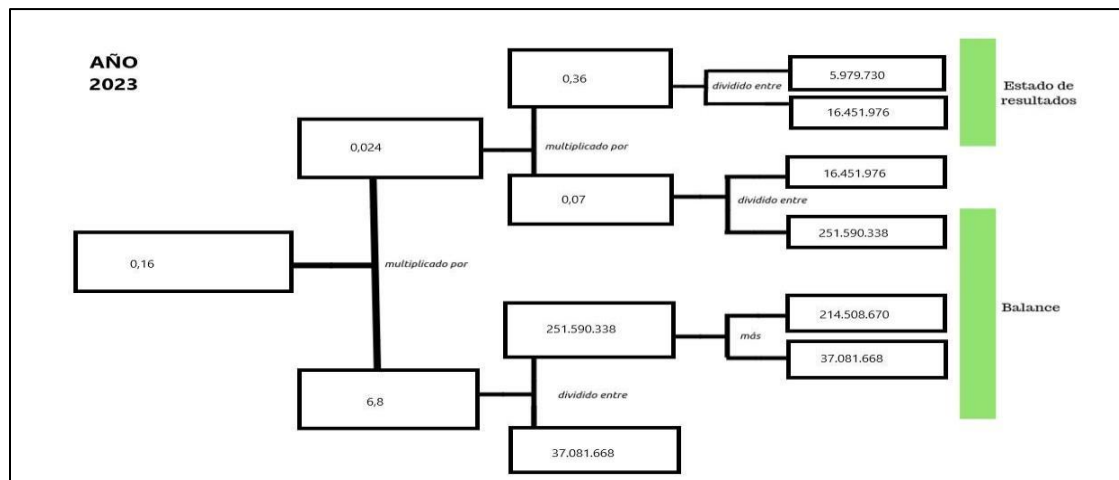 AÑO
2023
0,16
multiplicado por
0,024
6,8
multiplicado por
0,36
0,07
dividido entre
5.979.730
16.451.976
dividido entre
16.451.976
251.590.338
251.590.338
dividido entre
37.081.668
más
214.508.670
37.081.668
Estado de
resultados
Balance